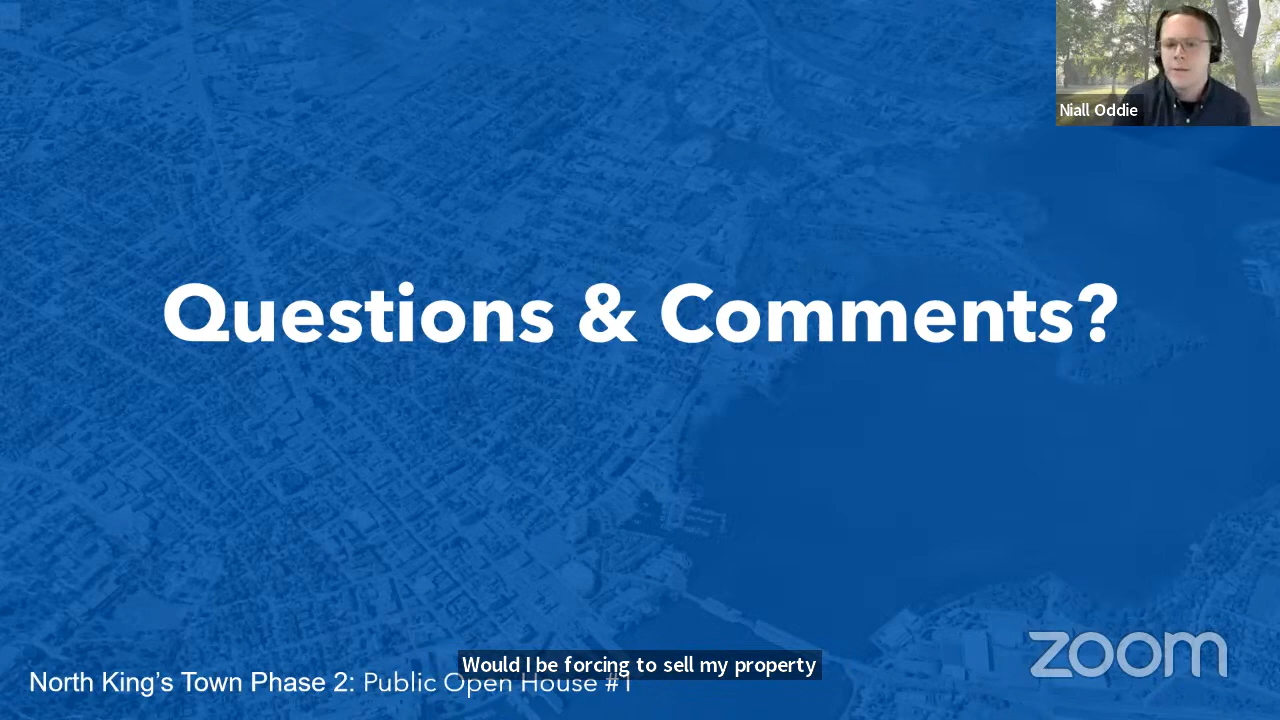 Niall Oddie
Questions & Comments?
zoom
Would I be forcing to sell my property
North King's Town Phase 2: Public Open House #1